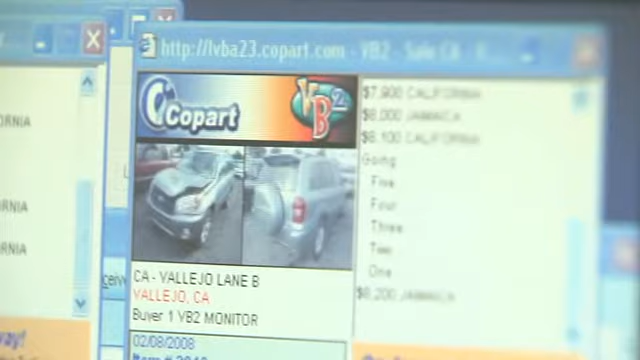 http://lvba23.copart.com - VB2 - Sale CA -
Copart
VB2
ORNIA
ORNIA
ORNIA
CA - VALLEJO LANE B
VALLEJO, CA
Buyer 1 VB2 MONITOR
02/08/2008
Item #
$7,900 CALIFORNIA
$8,000 JAMAICA
$8,100 CALIFORNIA
Going
Five
Four
Three
Two
One
$8,200 JAMAICA